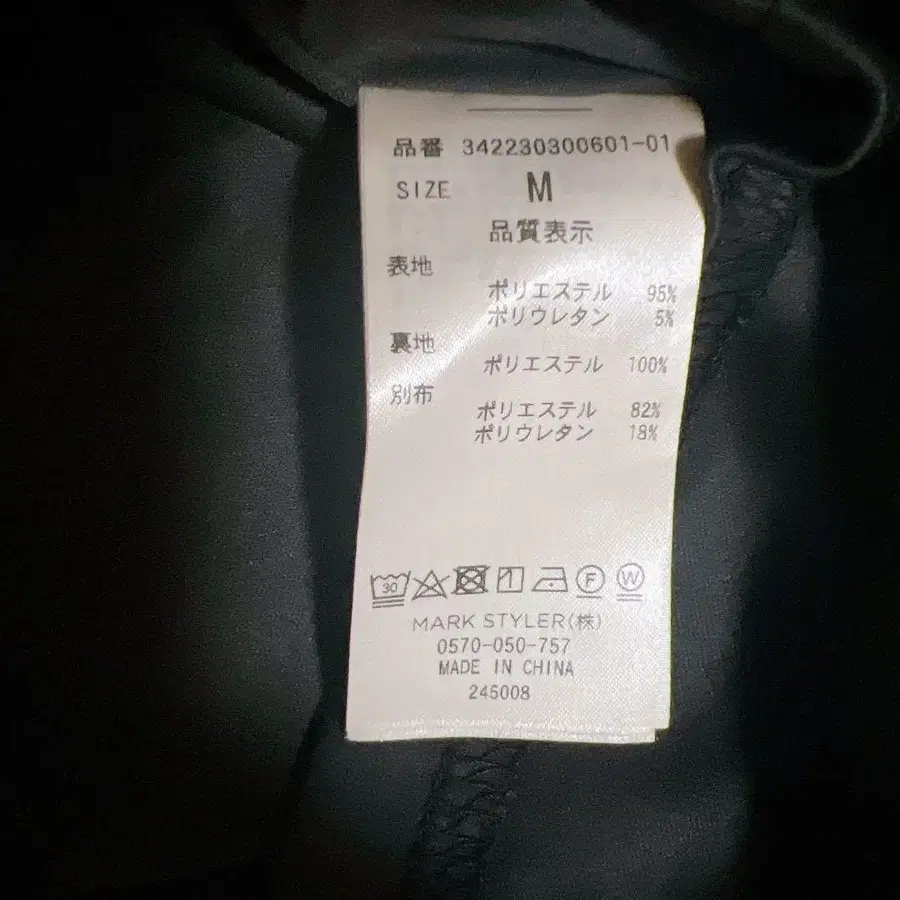 品番 342230300601-01
SIZE M
品質表示
表地
ポリエステル 95%
ポリウレタン 5%
裏地
ポリエステル 100%
別布
ポリエステル 82%
ポリウレタン 18%
30 F W
MARK STYLER(株)
0570-050-757
MADE IN CHINA
246008